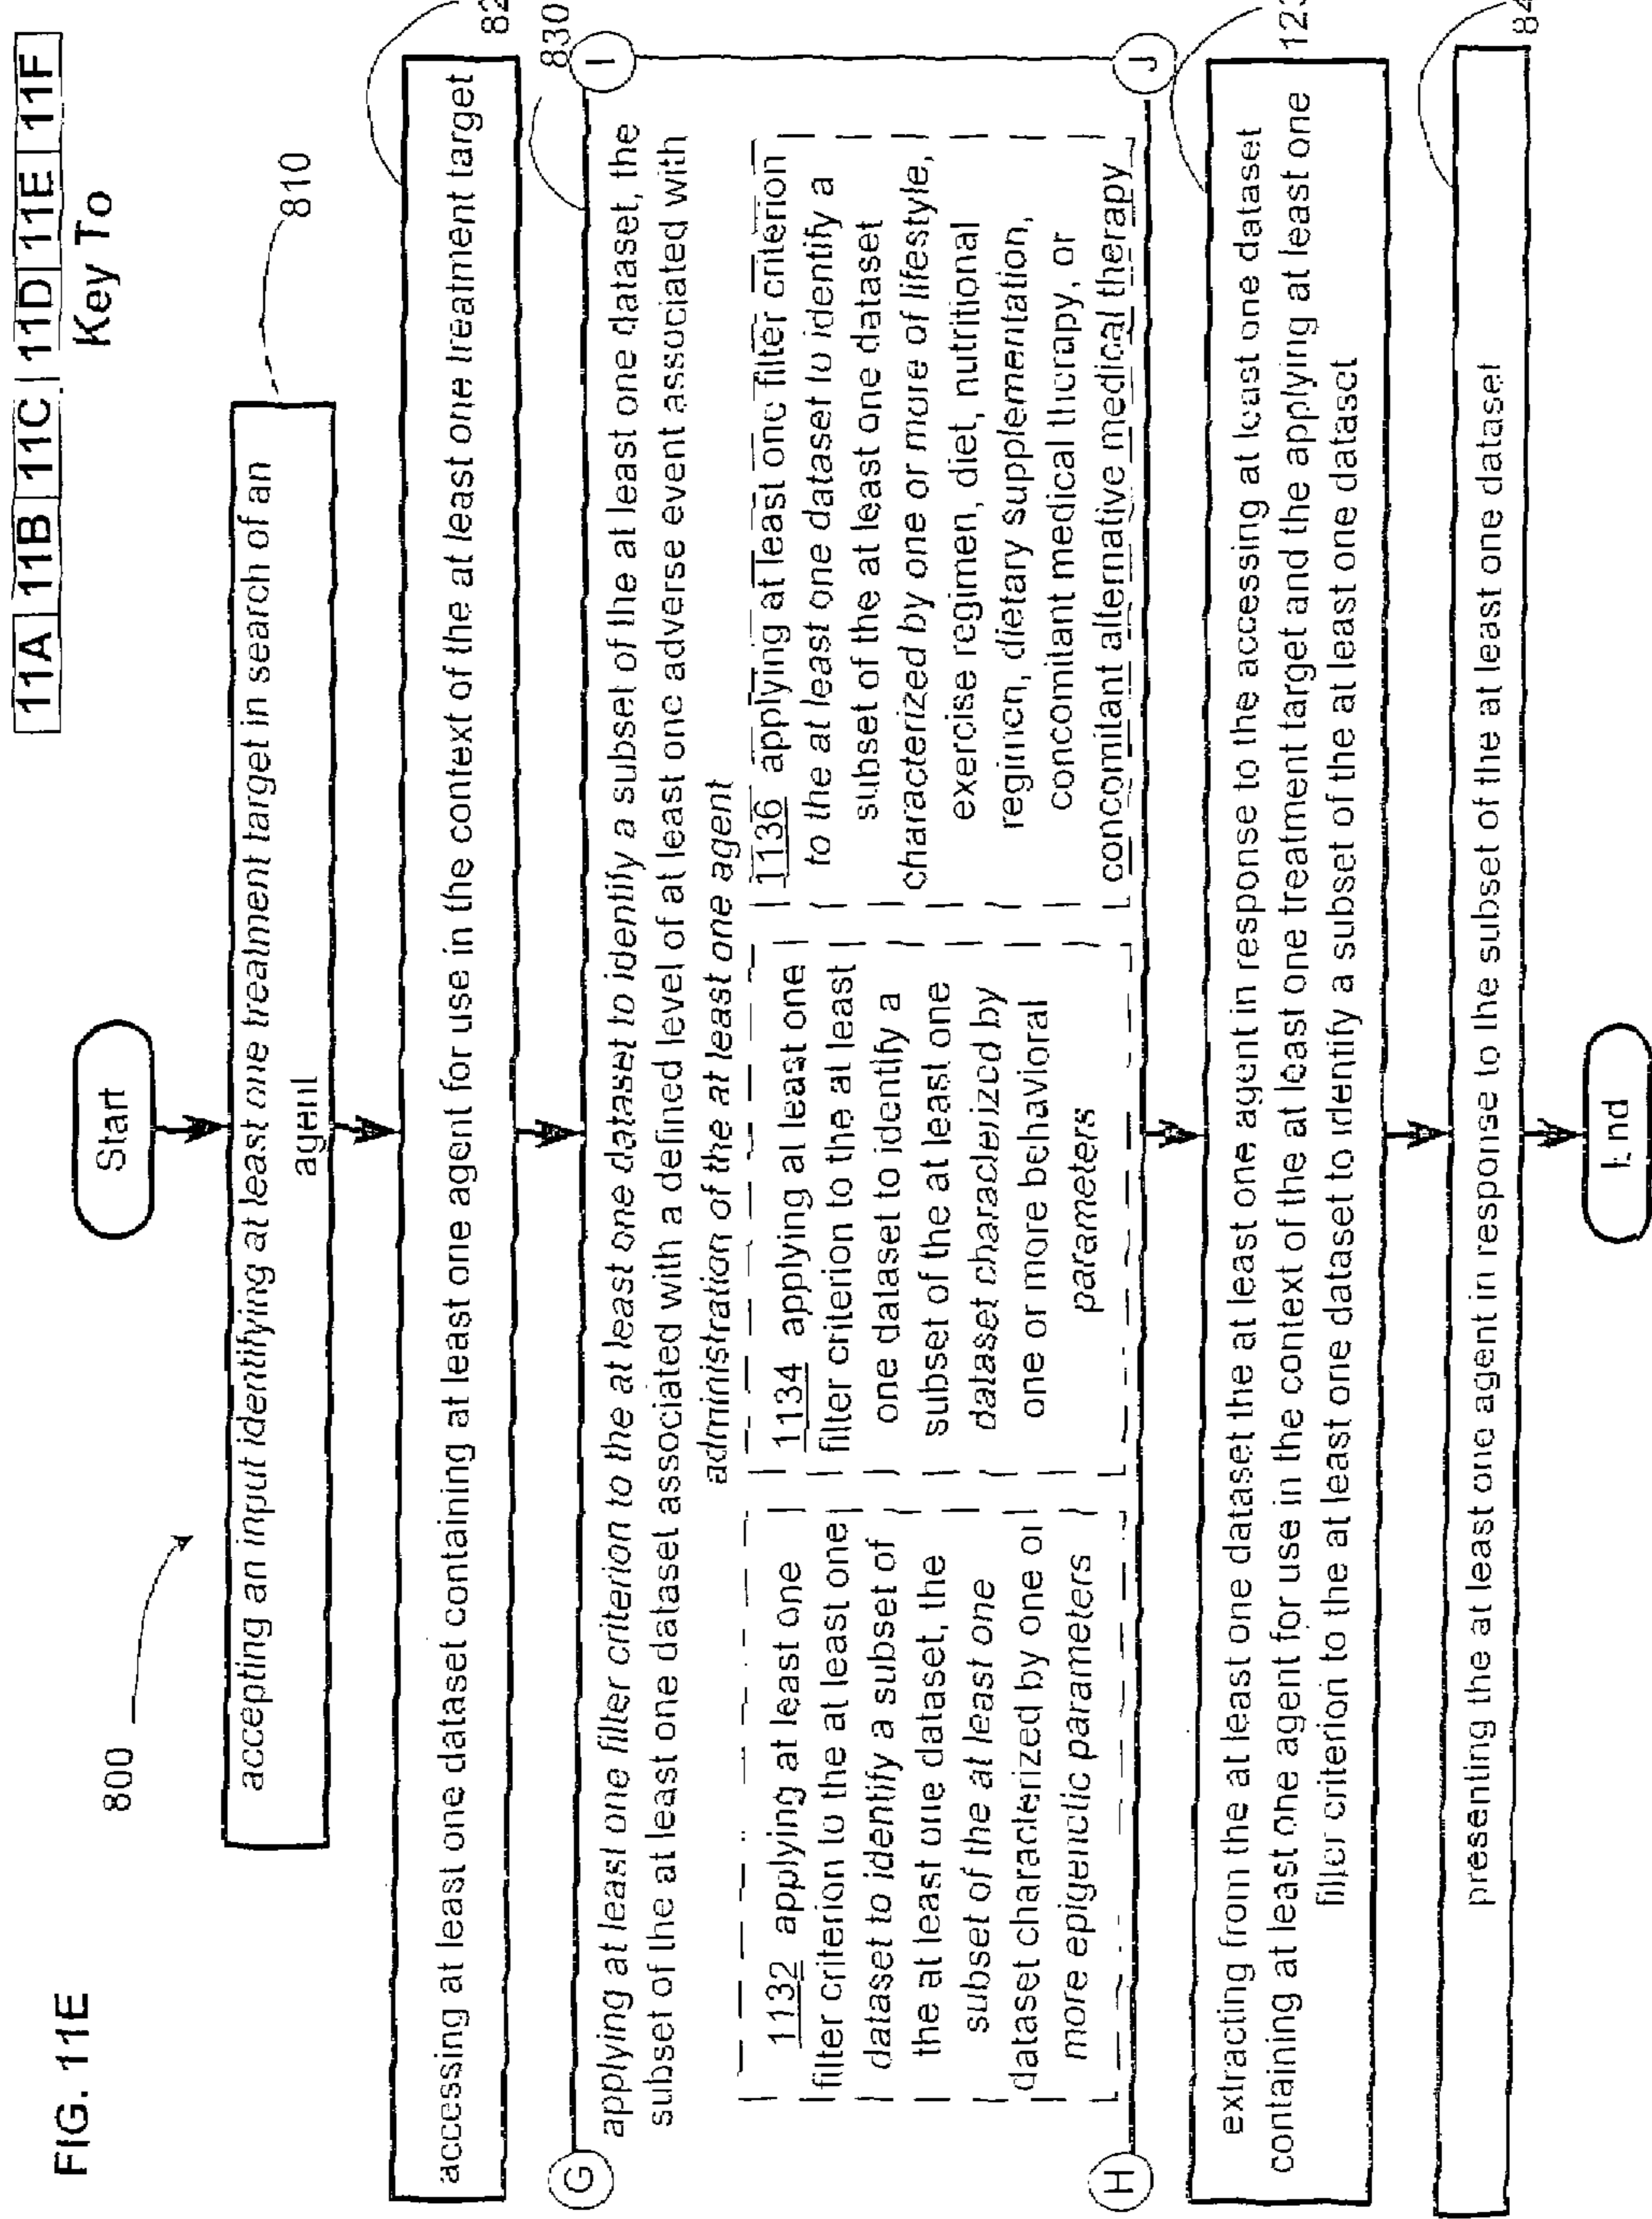 FIG. 11E
11A 11B 11C 11D 11E 11F
Key To
800
Start
810
accepting an input identifying at least one treatment target in search of an
agent
accessing at least one dataset containing at least one agent for use in the context of the at least one treatment target
830
G
I
applying at least one filter criterion to the at least one dataset to identify a subset of the at least one dataset, the
subset of the at least one dataset associated with a defined level of at least one adverse event associated with
administration of the at least one agent
1132 applying at least one
filter criterion to the at least one
dataset to identify a subset of
the at least one dataset, the
subset of the at least one
dataset characterized by one or
more epigenetic parameters
1134 applying at least one
filter criterion to the at least
one dataset to identify a
subset of the at least one
dataset characterized by
one or more behavioral
parameters
1136 applying at least one filter criterion
to the at least one dataset to identify a
subset of the at least one dataset
characterized by one or more of lifestyle,
exercise regimen, diet, nutritional
regimen, dietary supplementation,
concomitant medical therapy, or
concomitant alternative medical therapy
H
J
extracting from the at least one dataset the at least one agent in response to the accessing at least one dataset
containing at least one agent for use in the context of the at least one treatment target and the applying at least one
filter criterion to the at least one dataset to identify a subset of the at least one dataset
presenting the at least one agent in response to the subset of the at least one dataset
End